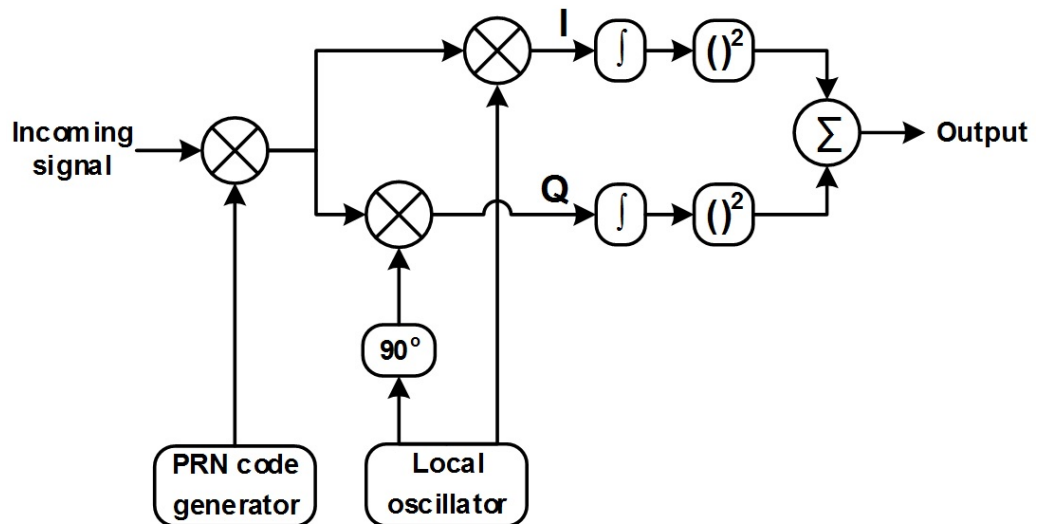 I
∫
()²
Incoming
signal
Σ
Output
Q
∫
()²
90°
PRN code
generator
Local
oscillator